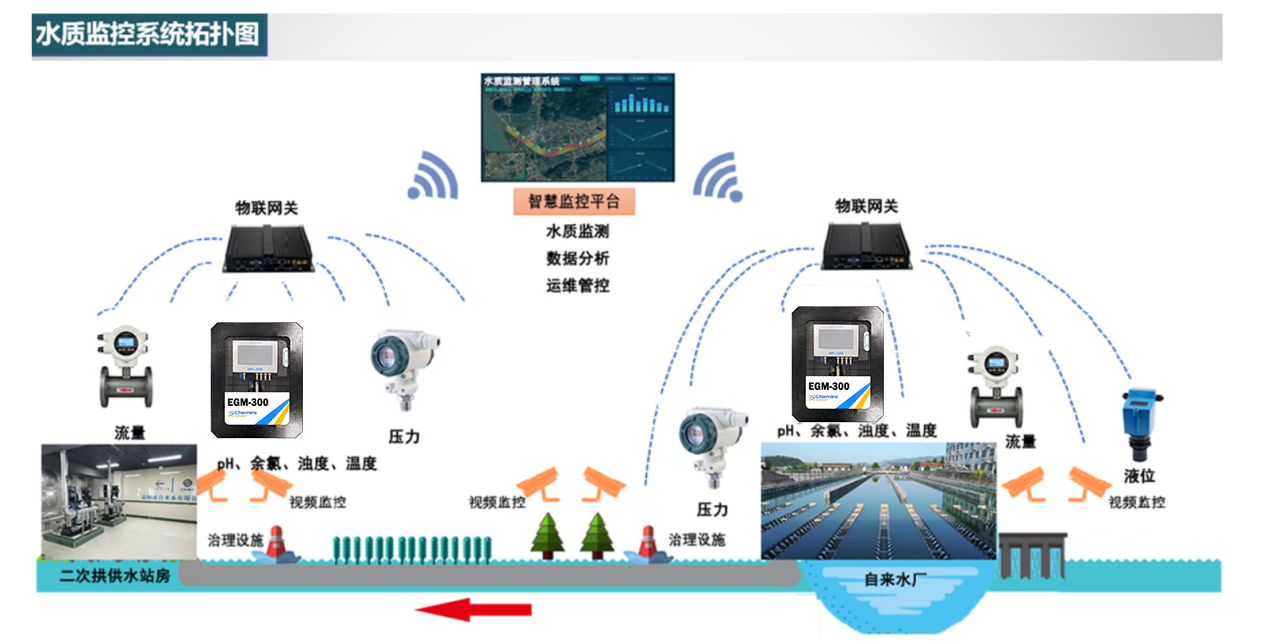 水质监控系统拓扑图
水质监测管理系统
智慧监控平台
水质监测
数据分析
运维管控
物联网关
物联网关
EGM-300
Chemins
流量
压力
pH、余氯、浊度、温度
视频监控
治理设施
二次拱供水站房
视频监控
治理设施
压力
EGM-300
Chemins
pH、余氯、浊度、温度
流量
液位
视频监控
自来水厂